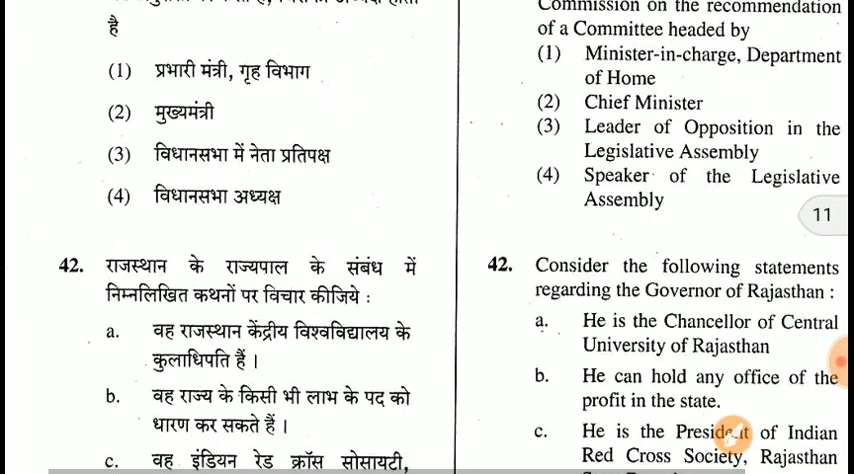 है
(1) प्रभारी मंत्री, गृह विभाग
(2) मुख्यमंत्री
(3) विधानसभा में नेता प्रतिपक्ष
(4) विधानसभा अध्यक्ष
42. राजस्थान के राज्यपाल के संबंध में
निम्नलिखित कथनों पर विचार कीजिये :
a. वह राजस्थान केंद्रीय विश्वविद्यालय के
कुलाधिपति हैं ।
b. वह राज्य के किसी भी लाभ के पद को
धारण कर सकते हैं ।
c. वह इंडियन रेड क्रॉस सोसायटी,
Commission on the recommendation
of a Committee headed by
(1) Minister-in-charge, Department
of Home
(2) Chief Minister
(3) Leader of Opposition in the
Legislative Assembly
(4) Speaker of the Legislative
Assembly
11
42. Consider the following statements
regarding the Governor of Rajasthan :
a. He is the Chancellor of Central
University of Rajasthan
b. He can hold any office of the
profit in the state.
c. He is the President of Indian
Red Cross Society, Rajasthan